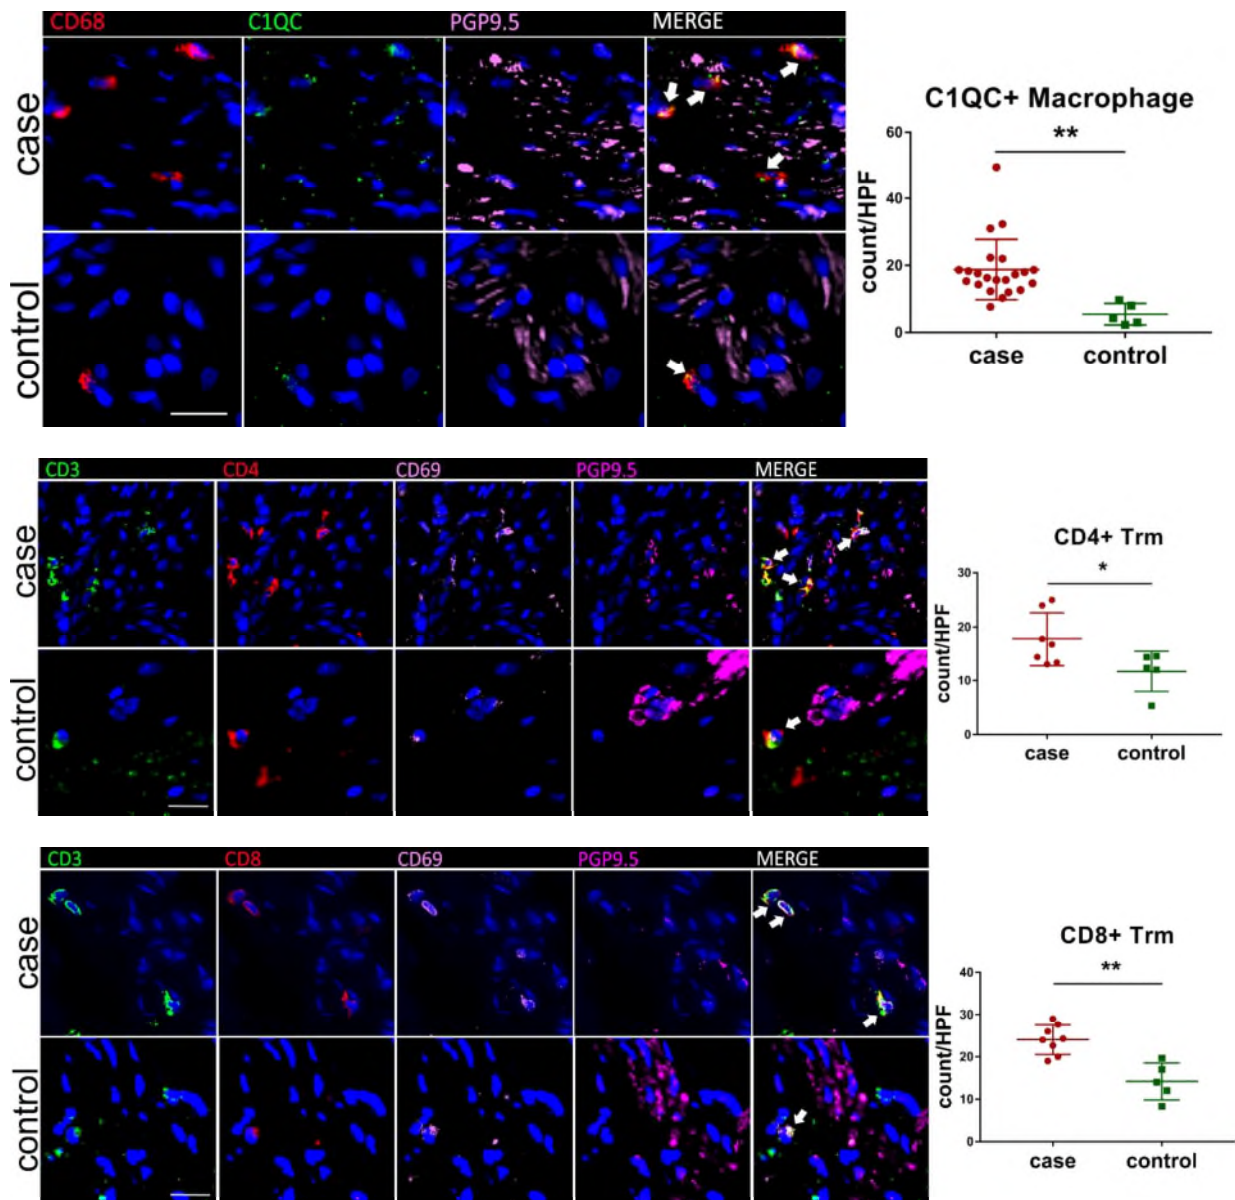 CD68 C1QC PGP9.5 MERGE
case
control
C1QC+ Macrophage
**
count/HPF
60
40
20
0
case control
CD3 CD4 CD69 PGP9.5 MERGE
case
control
CD4+ Trm
*
count/HPF
30
20
10
0
case control
CD3 CD8 CD69 PGP9.5 MERGE
case
control
CD8+ Trm
**
count/HPF
40
30
20
10
0
case control